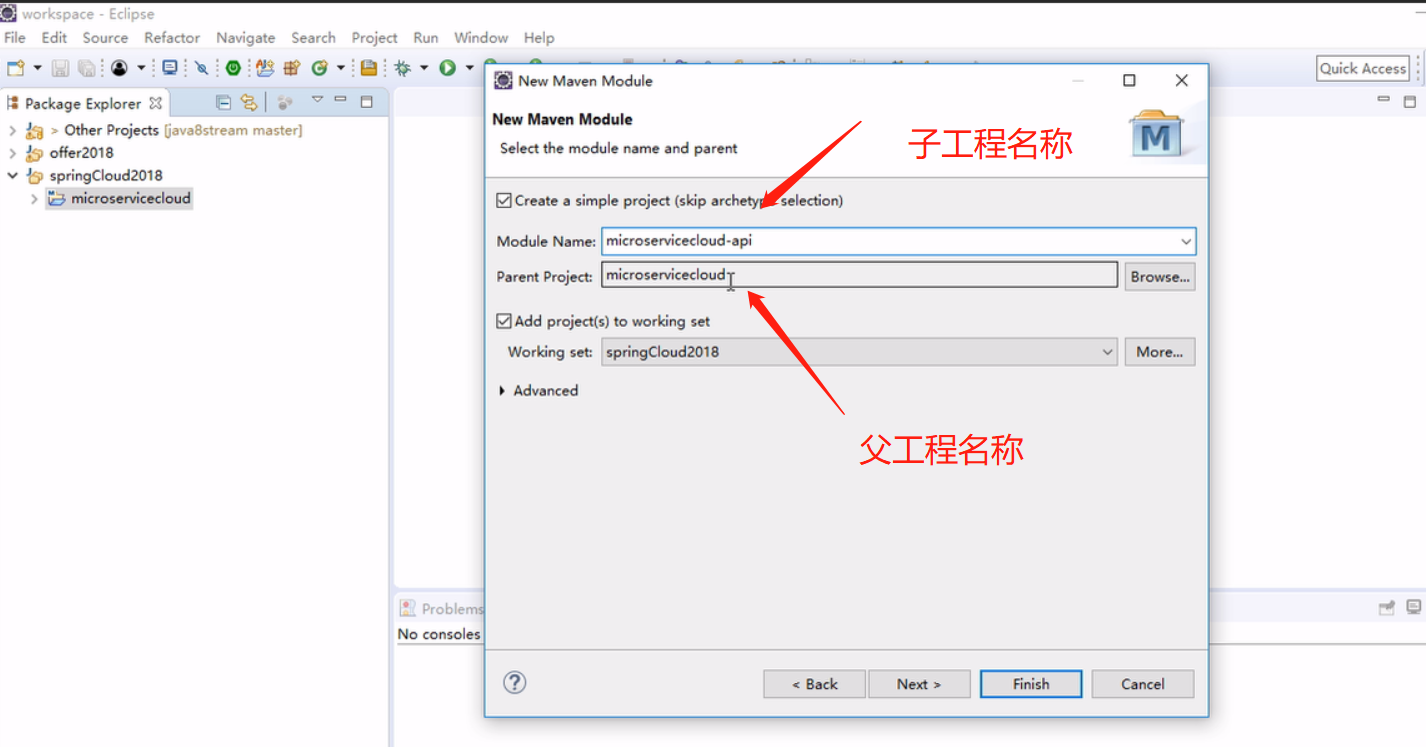 workspace - Eclipse
File Edit Source Refactor Navigate Search Project Run Window Help
Quick Access
Package Explorer
> Other Projects [java8stream master]
offer2018
springCloud2018
microservicecloud
New Maven Module
New Maven Module
Select the module name and parent
M
子工程名称
Create a simple project (skip archetype selection)
Module Name: microservicecloud-api
Parent Project: microservicecloud Browse...
Add project(s) to working set
Working set: springCloud2018 More...
Advanced
父工程名称
Problems
No consoles
? < Back Next > Finish Cancel